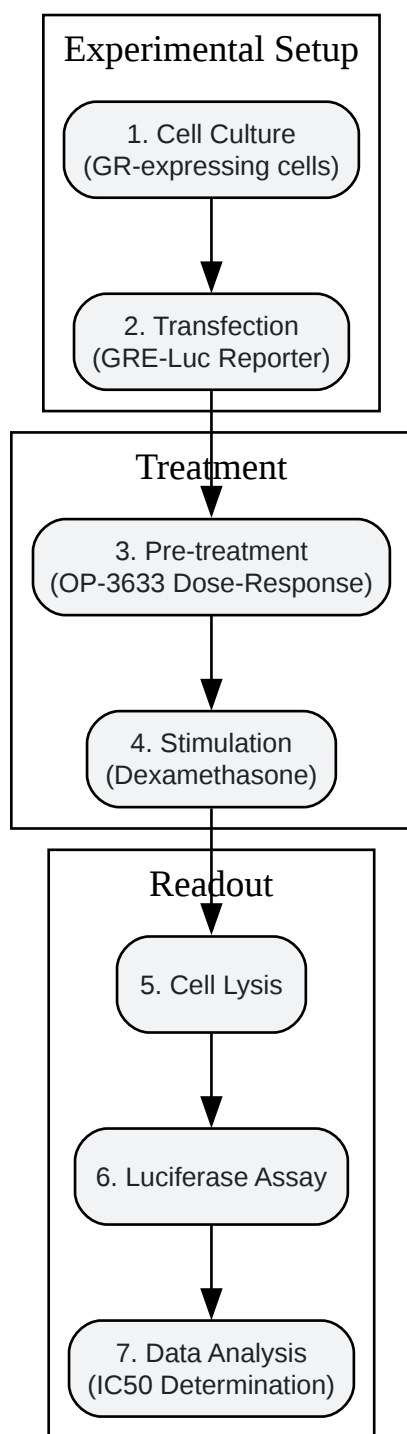 Experimental Setup
1. Cell Culture
(GR-expressing cells)
2. Transfection
(GRE-Luc Reporter)
Treatment
3. Pre-treatment
(OP-3633 Dose-Response)
4. Stimulation
(Dexamethasone)
Readout
5. Cell Lysis
6. Luciferase Assay
7. Data Analysis
(IC50 Determination)